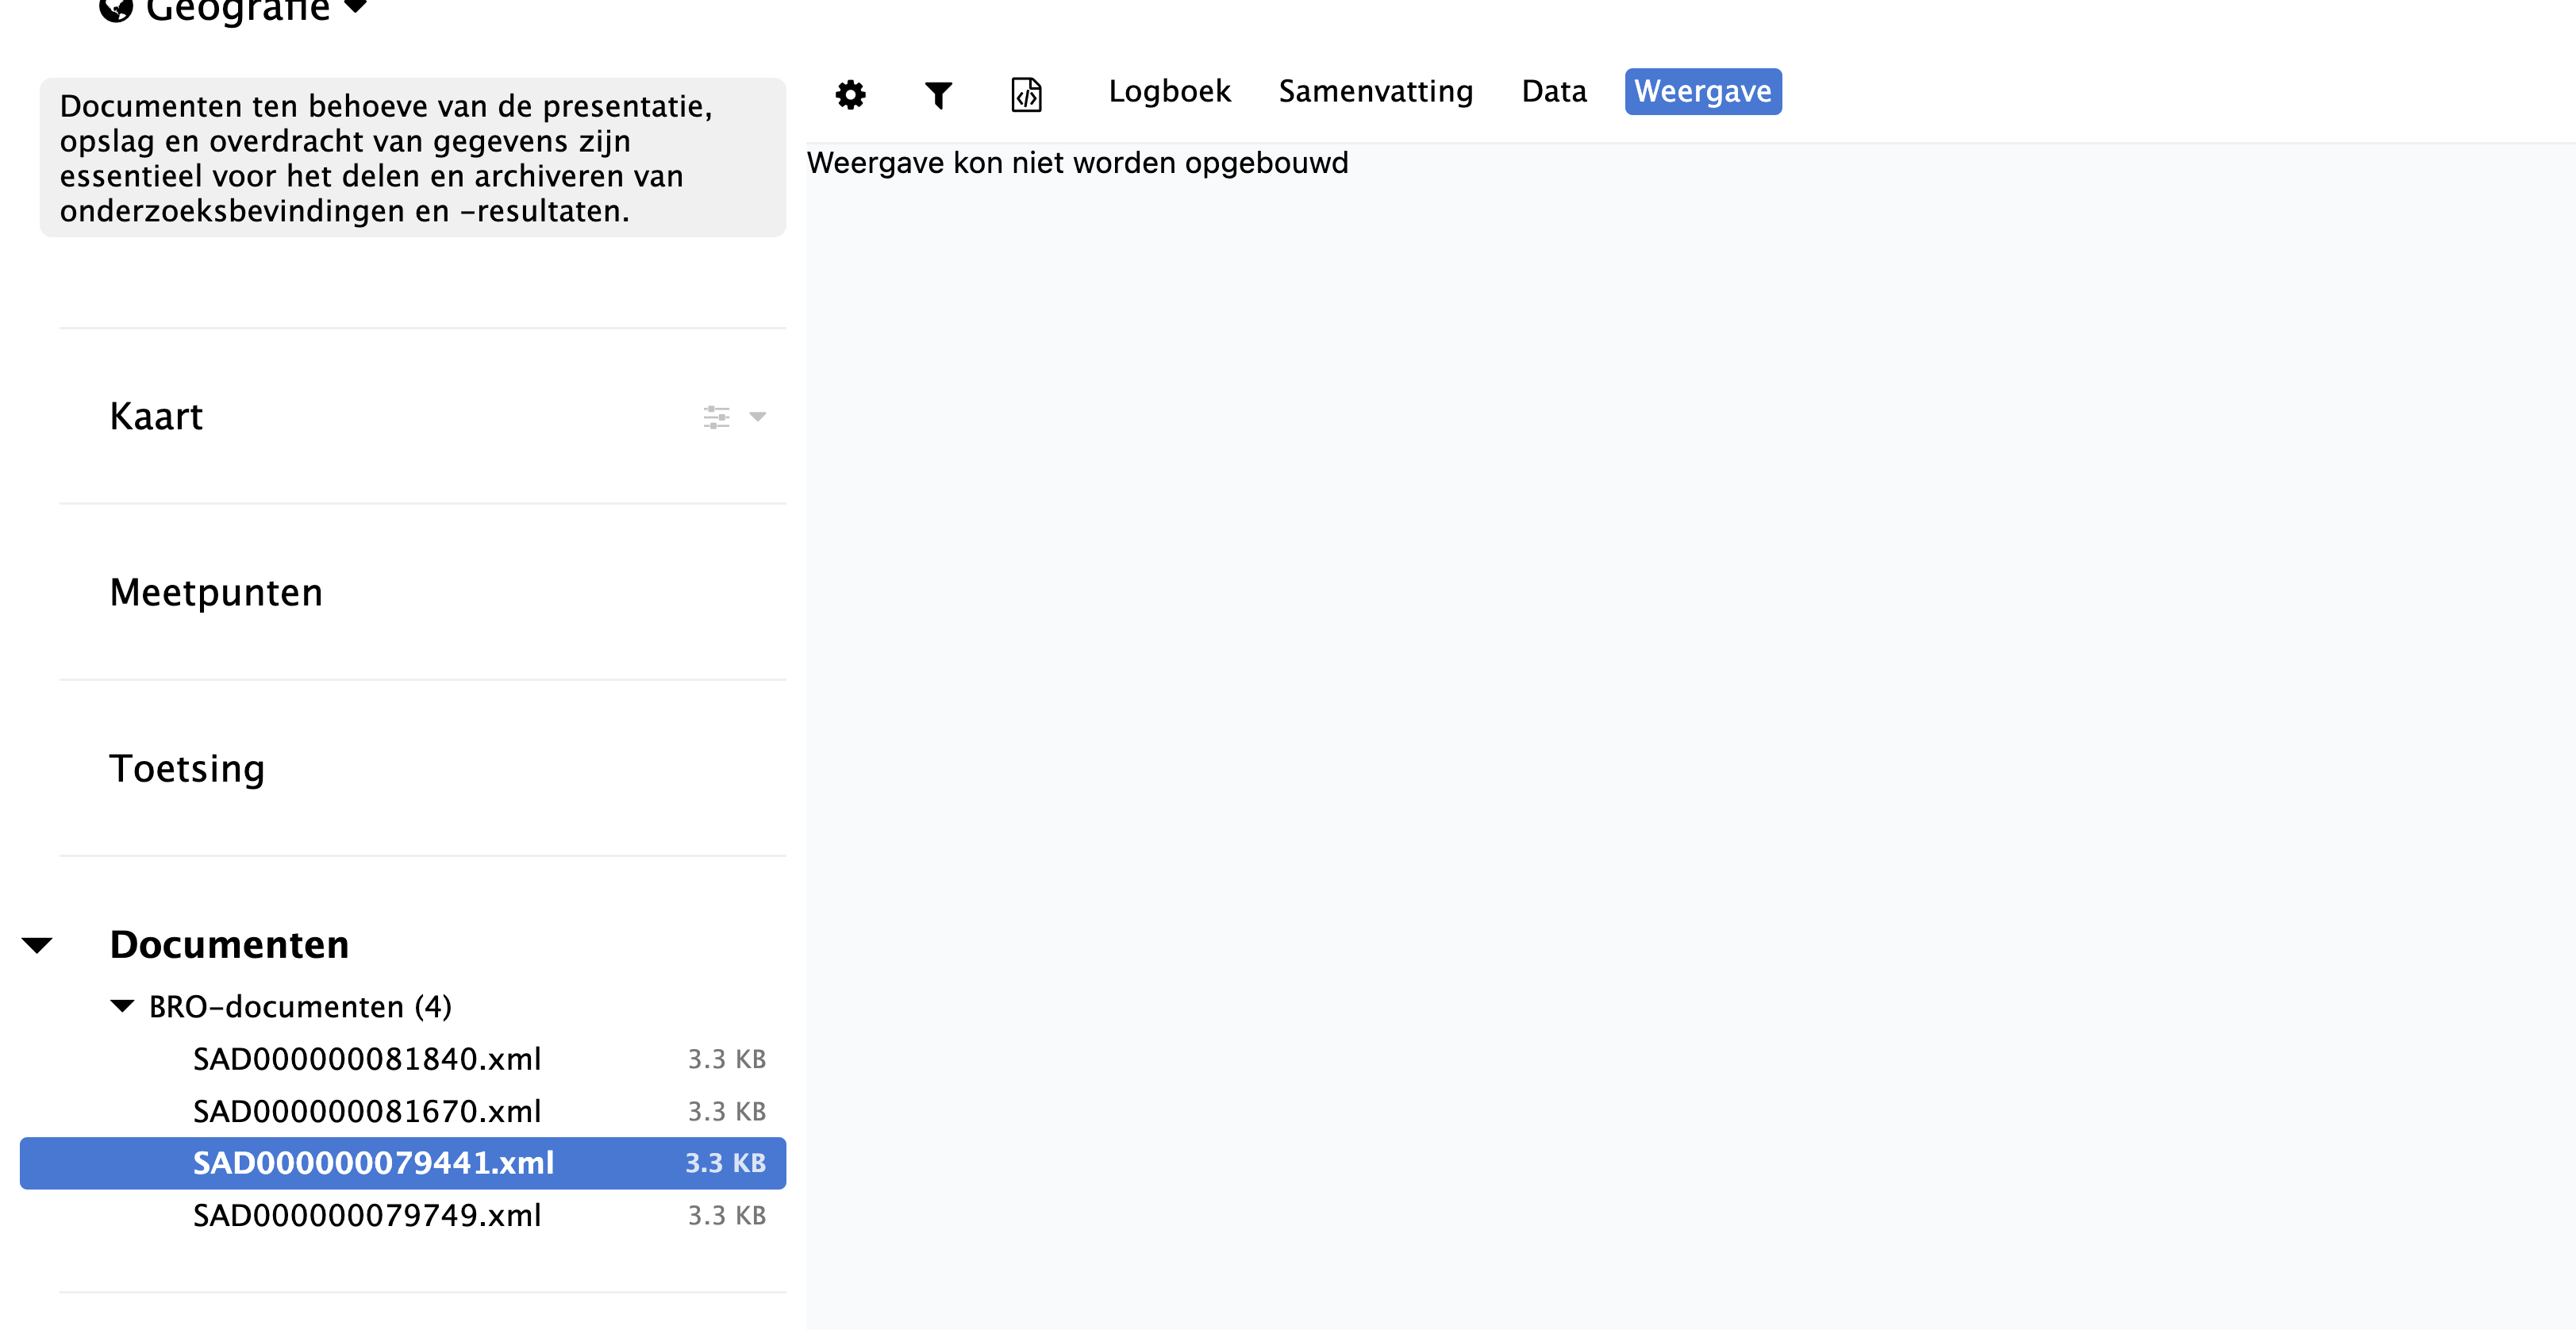 Geografie
Documenten ten behoeve van de presentatie,
opslag en overdracht van gegevens zijn
essentieel voor het delen en archiveren van
onderzoeksbevindingen en -resultaten.
Kaart
Meetpunten
Toetsing
Documenten
BRO-documenten (4)
SAD000000081840.xml 3.3 KB
SAD000000081670.xml 3.3 KB
SAD000000079441.xml 3.3 KB
SAD000000079749.xml 3.3 KB
Logboek Samenvatting Data Weergave
Weergave kon niet worden opgebouwd